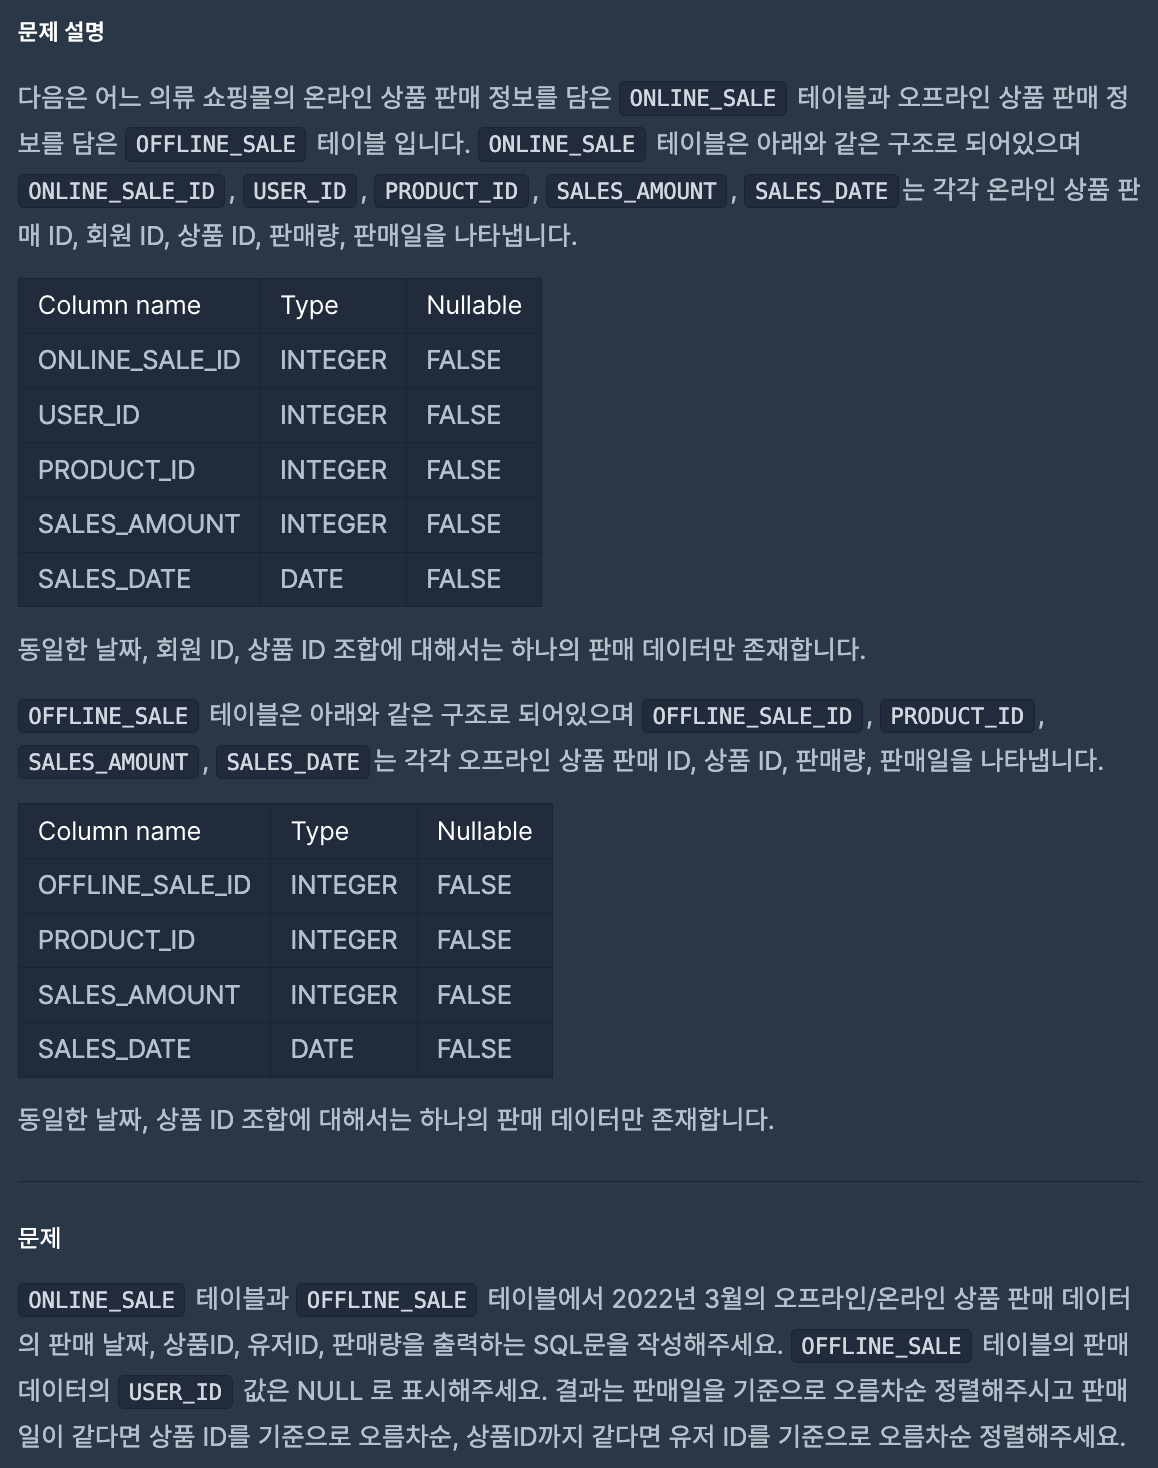 문제 설명
다음은 어느 의류 쇼핑몰의 온라인 상품 판매 정보를 담은 ONLINE_SALE 테이블과 오프라인 상품 판매 정
보를 담은 OFFLINE_SALE 테이블 입니다. ONLINE_SALE 테이블은 아래와 같은 구조로 되어있으며
ONLINE_SALE_ID, USER_ID, PRODUCT_ID, SALES_AMOUNT, SALES_DATE는 각각 온라인 상품 판
매 ID, 회원 ID, 상품 ID, 판매량, 판매일을 나타냅니다.
Column name Type Nullable
ONLINE_SALE_ID INTEGER FALSE
USER_ID INTEGER FALSE
PRODUCT_ID INTEGER FALSE
SALES_AMOUNT INTEGER FALSE
SALES_DATE DATE FALSE
동일한 날짜, 회원 ID, 상품 ID 조합에 대해서는 하나의 판매 데이터만 존재합니다.
OFFLINE_SALE 테이블은 아래와 같은 구조로 되어있으며 OFFLINE_SALE_ID, PRODUCT_ID,
SALES_AMOUNT, SALES_DATE는 각각 오프라인 상품 판매 ID, 상품 ID, 판매량, 판매일을 나타냅니다.
Column name Type Nullable
OFFLINE_SALE_ID INTEGER FALSE
PRODUCT_ID INTEGER FALSE
SALES_AMOUNT INTEGER FALSE
SALES_DATE DATE FALSE
동일한 날짜, 상품 ID 조합에 대해서는 하나의 판매 데이터만 존재합니다.
문제
ONLINE_SALE 테이블과 OFFLINE_SALE 테이블에서 2022년 3월의 오프라인/온라인 상품 판매 데이터
의 판매 날짜, 상품ID, 유저ID, 판매량을 출력하는 SQL문을 작성해주세요. OFFLINE_SALE 테이블의 판매
데이터의 USER_ID 값은 NULL 로 표시해주세요. 결과는 판매일을 기준으로 오름차순 정렬해주시고 판매
일이 같다면 상품 ID를 기준으로 오름차순, 상품ID까지 같다면 유저 ID를 기준으로 오름차순 정렬해주세요.